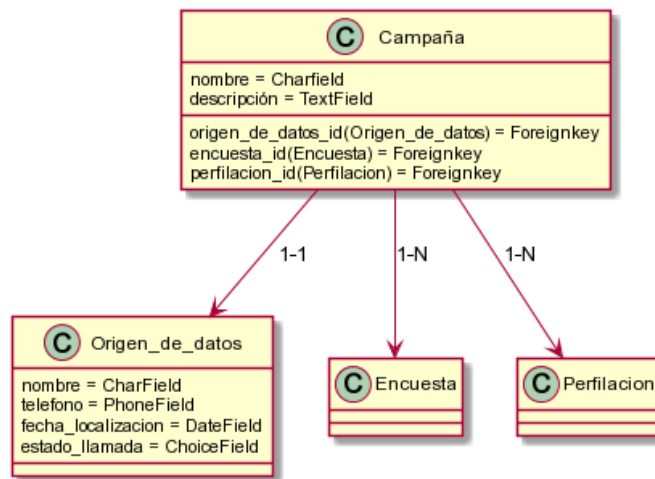 C Campaña
nombre = Charfield
descripción = TextField
origen_de_datos_id(Origen_de_datos) = Foreignkey
encuesta_id(Encuesta) = Foreignkey
perfilacion_id(Perfilacion) = Foreignkey
1-1
1-N
1-N
C Origen_de_datos
nombre = CharField
telefono = PhoneField
fecha_localizacion = DateField
estado_llamada = ChoiceField
C Encuesta
C Perfilacion